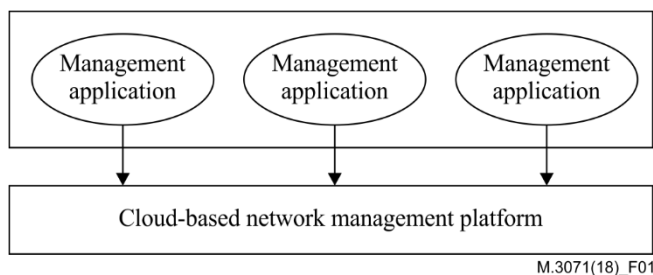 Management
application
Management
application
Management
application
Cloud-based network management platform
M.3071(18)_F01